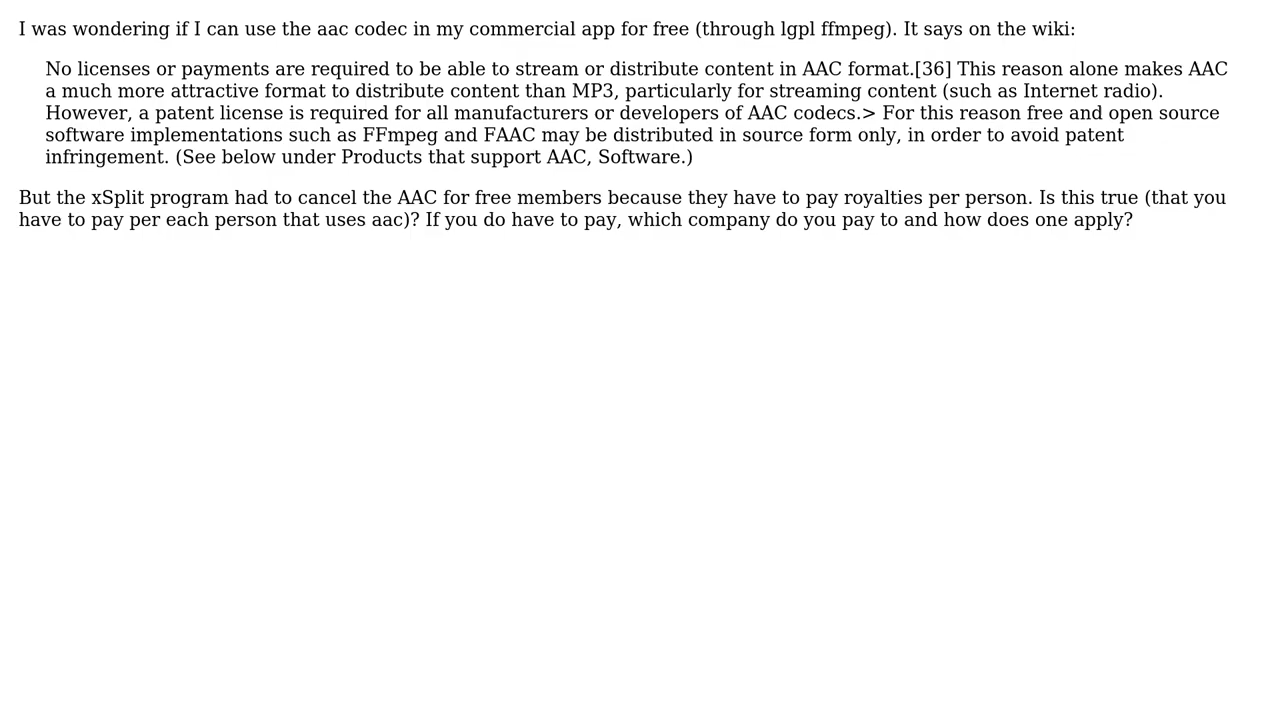 I was wondering if I can use the aac codec in my commercial app for free (through lgpl ffmpeg). It says on the wiki:
No licenses or payments are required to be able to stream or distribute content in AAC format.[36] This reason alone makes AAC
a much more attractive format to distribute content than MP3, particularly for streaming content (such as Internet radio).
However, a patent license is required for all manufacturers or developers of AAC codecs.> For this reason free and open source
software implementations such as FFmpeg and FAAC may be distributed in source form only, in order to avoid patent
infringement. (See below under Products that support AAC, Software.)
But the xSplit program had to cancel the AAC for free members because they have to pay royalties per person. Is this true (that you
have to pay per each person that uses aac)? If you do have to pay, which company do you pay to and how does one apply?